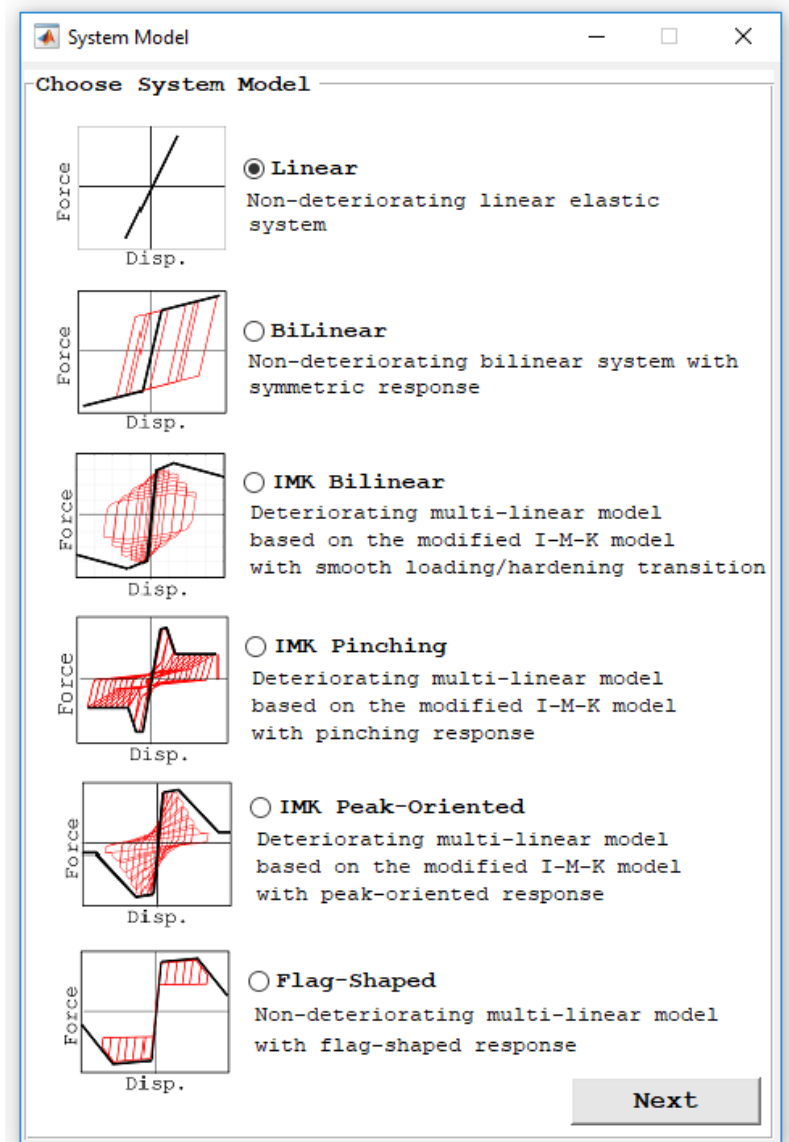 System Model
Choose System Model
Force
Disp.
Linear
Non-deteriorating linear elastic
system
Force
Disp.
BiLinear
Non-deteriorating bilinear system with
symmetric response
Force
Disp.
IMK Bilinear
Deteriorating multi-linear model
based on the modified I-M-K model
with smooth loading/hardening transition
Force
Disp.
IMK Pinching
Deteriorating multi-linear model
based on the modified I-M-K model
with pinching response
Force
Disp.
IMK Peak-Oriented
Deteriorating multi-linear model
based on the modified I-M-K model
with peak-oriented response
Force
Disp.
Flag-Shaped
Non-deteriorating multi-linear model
with flag-shaped response
Next